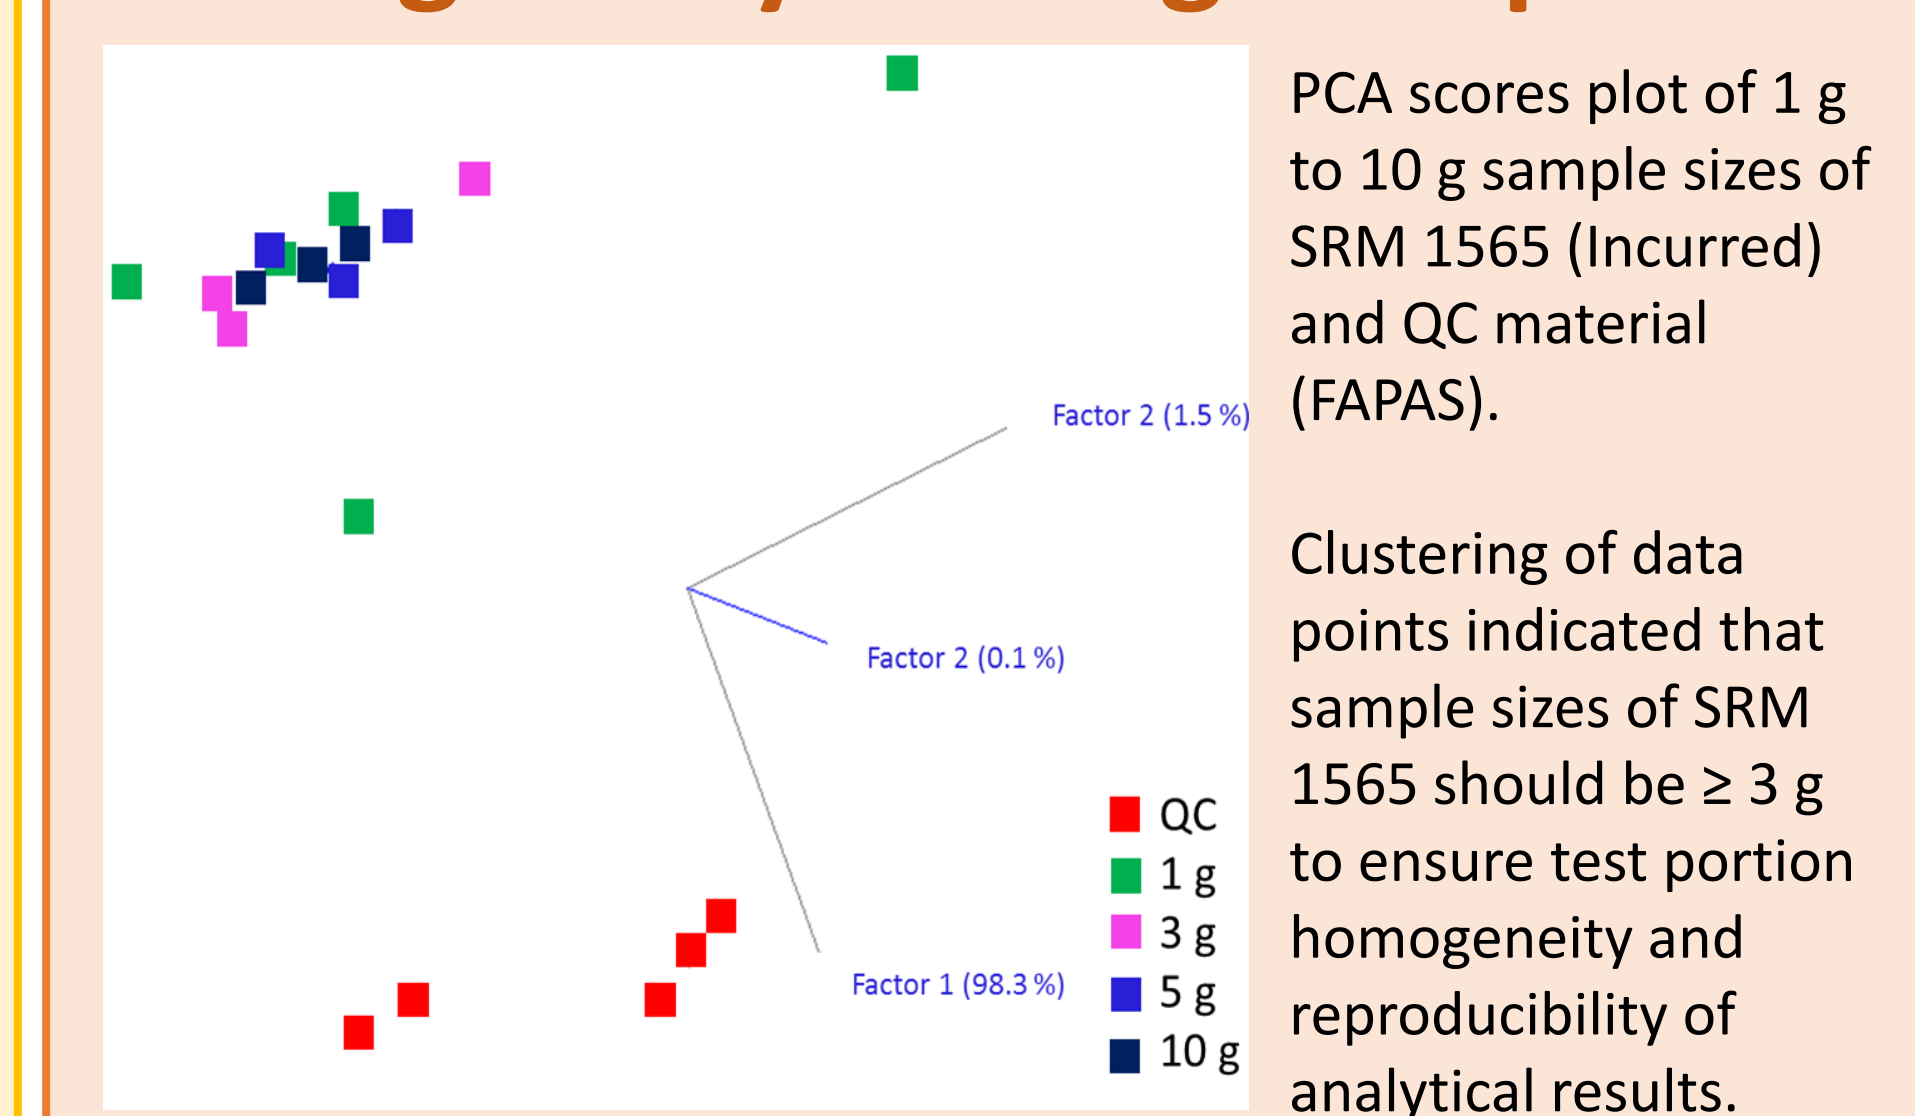 PCA scores plot of 1 g
to 10 g sample sizes of
SRM 1565 (Incurred)
and QC material
(FAPAS).
Clustering of data
points indicated that
sample sizes of SRM
1565 should be ≥ 3 g
to ensure test portion
homogeneity and
reproducibility of
analytical results.
Factor 2 (1.5 %)
Factor 2 (0.1 %)
Factor 1 (98.3 %)
QC
1 g
3 g
5 g
10 g